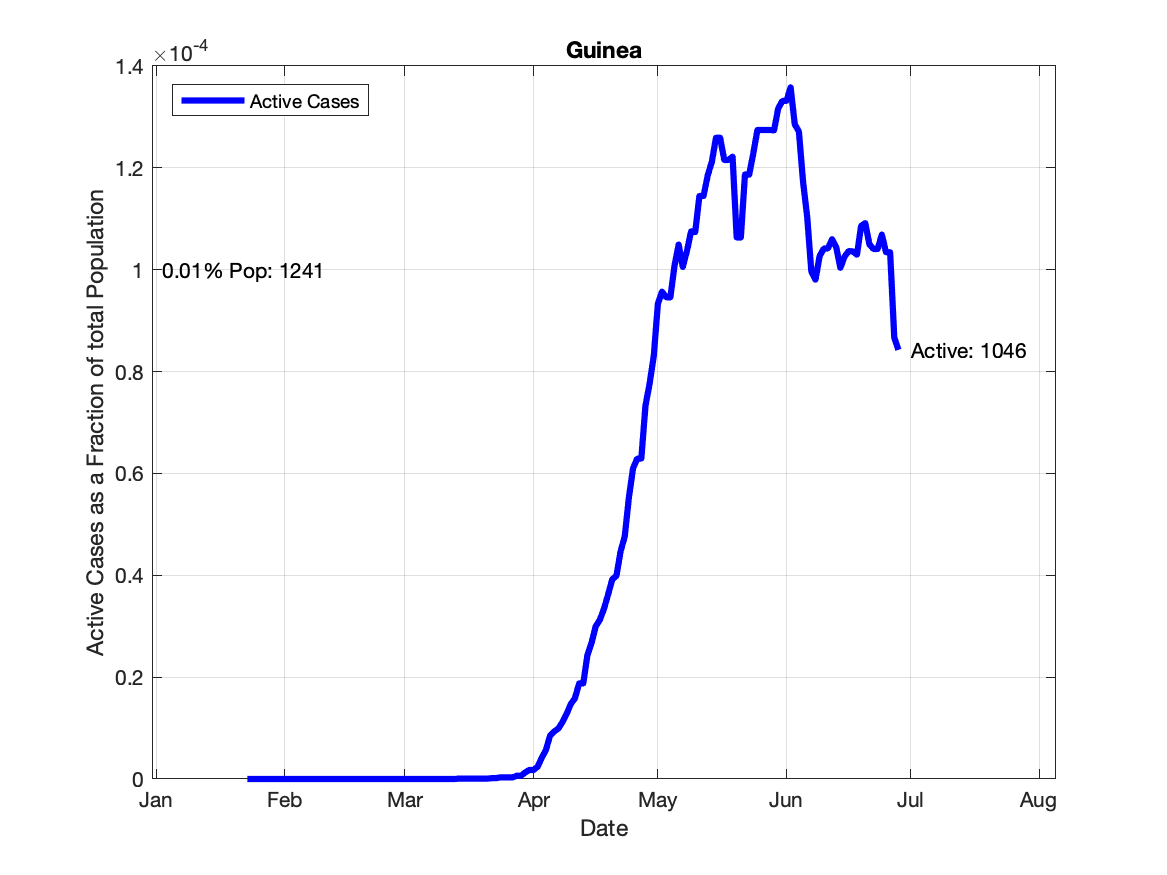 Guinea
×10-4
1.4
1.2
1
0.8
0.6
0.4
0.2
0
Active Cases
0.01% Pop: 1241
Active: 1046
Active Cases as a Fraction of total Population
Jan Feb Mar Apr May Jun Jul Aug
Date